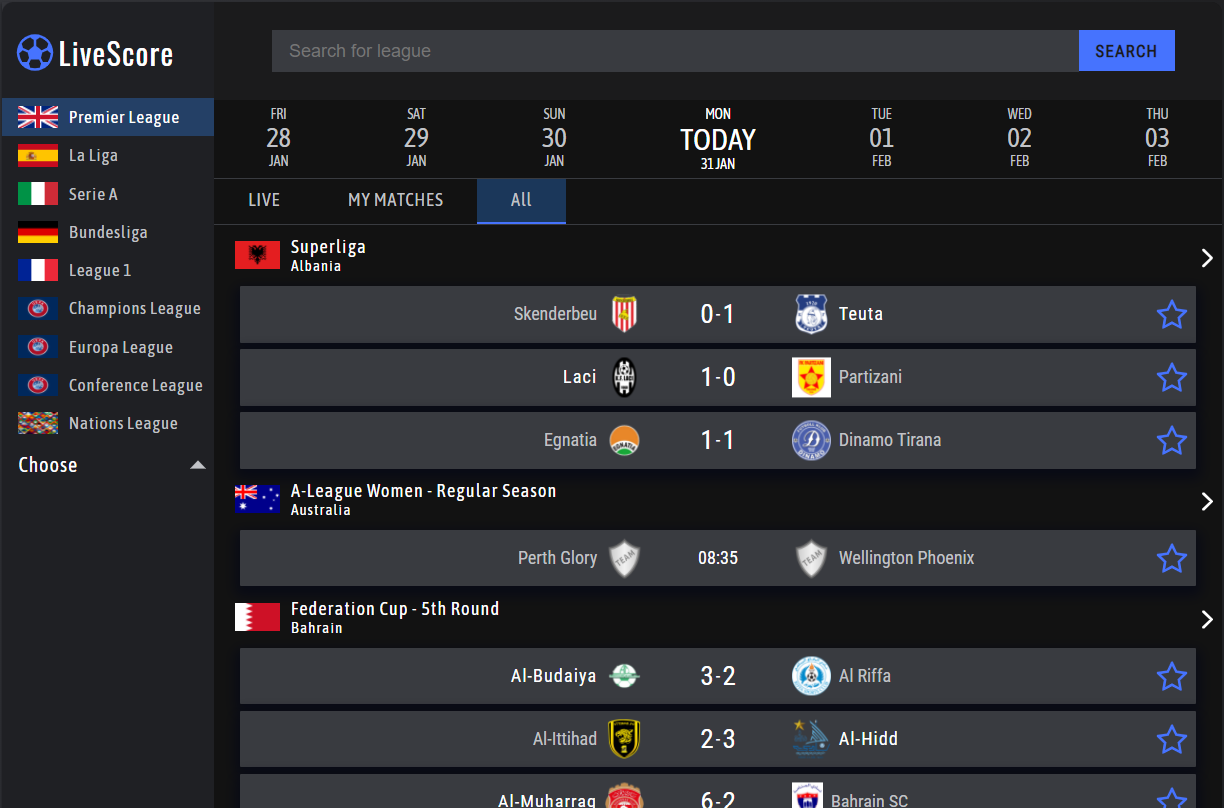 LiveScore
Search for league
SEARCH
Premier League
La Liga
Serie A
Bundesliga
League 1
Champions League
Europa League
Conference League
Nations League
Choose
FRI
28
JAN
SAT
29
JAN
SUN
30
JAN
MON
TODAY
31 JAN
TUE
01
FEB
WED
02
FEB
THU
03
FEB
LIVE MY MATCHES All
Superliga
Albania
Skenderbeu 0-1 Teuta
Laci 1-0 Partizani
Egnatia 1-1 Dinamo Tirana
A-League Women - Regular Season
Australia
Perth Glory TEAM 08:35 TEAM Wellington Phoenix
Federation Cup - 5th Round
Bahrain
Al-Budaiya 3-2 Al Riffa
Al-Ittihad 2-3 Al-Hidd
Al-Muharraq 6-2 Bahrain SC